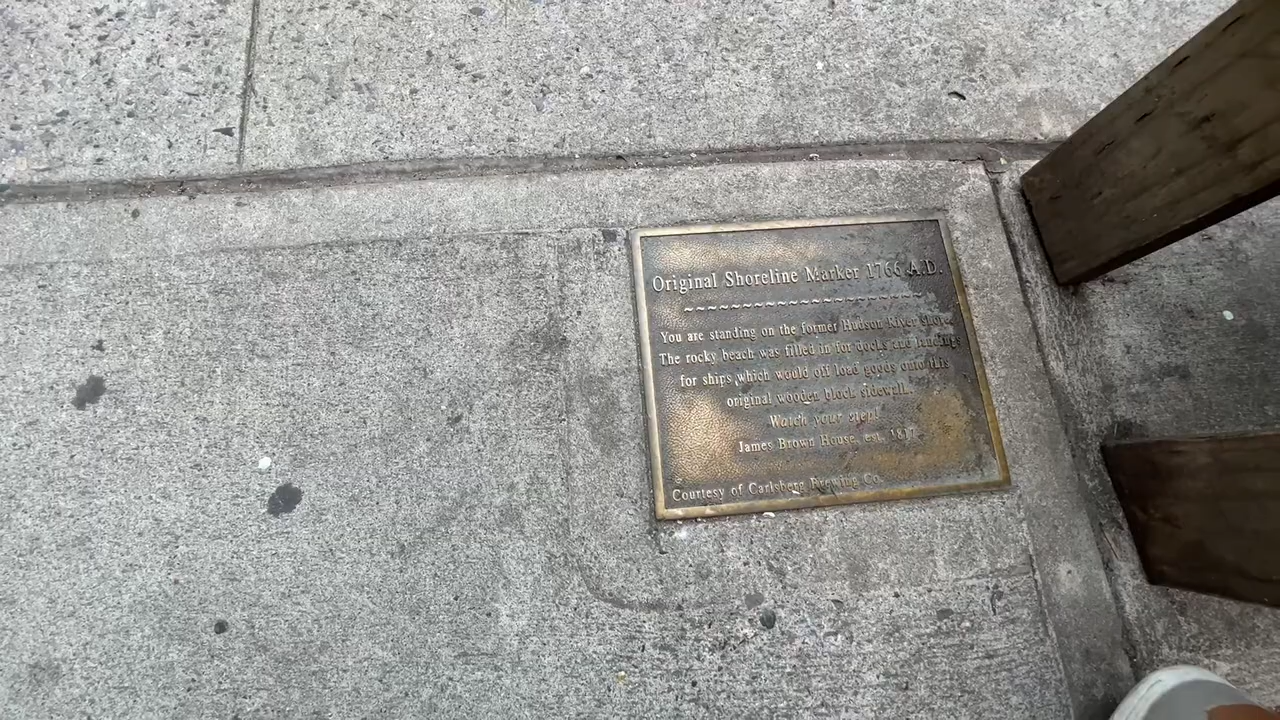 Original Shoreline Marker 1766 A.D.
~~~~~~~~~~~~~~~~~~~~
You are standing on the former Hudson River shore.
The rocky beach was filled in for docks and landings
for ships which would off load goods onto this
original wooden block sidewalk.
Watch your step!
James Brown House, est. 1817
Courtesy of Carlsberg Brewing Co.